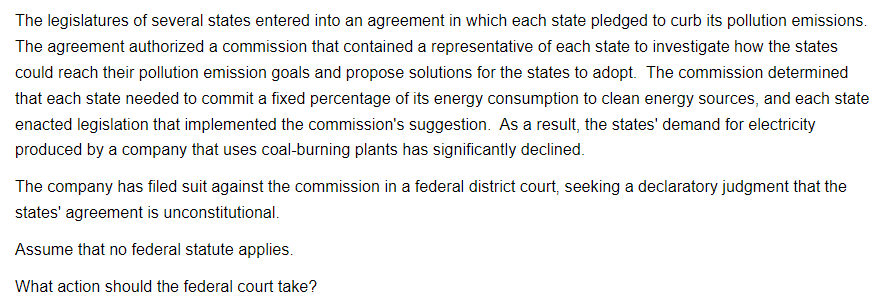 The legislatures of several states entered into an agreement in which each state pledged to curb its pollution emissions.
The agreement authorized a commission that contained a representative of each state to investigate how the states
could reach their pollution emission goals and propose solutions for the states to adopt.  The commission determined
that each state needed to commit a fixed percentage of its energy consumption to clean energy sources, and each state
enacted legislation that implemented the commission's suggestion.  As a result, the states' demand for electricity
produced by a company that uses coal-burning plants has significantly declined.
The company has filed suit against the commission in a federal district court, seeking a declaratory judgment that the
states' agreement is unconstitutional.
Assume that no federal statute applies.
What action should the federal court take?